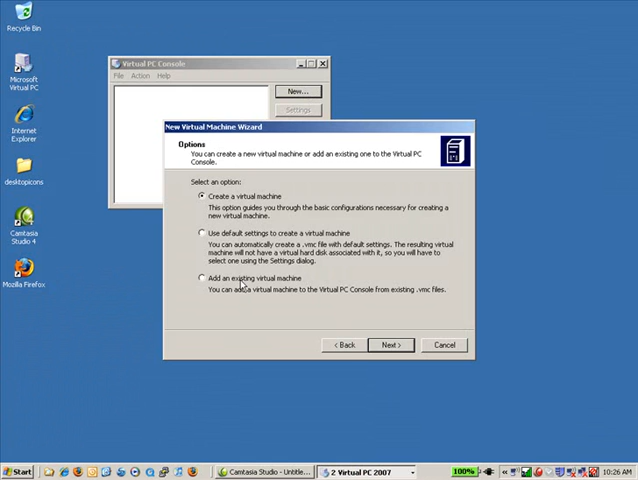 Recycle Bin
Microsoft
Virtual PC
Internet
Explorer
desktopicons
Camtasia
Studio 4
Mozilla Firefox
Virtual PC Console
File Action Help
New...
Settings
New Virtual Machine Wizard
Options
You can create a new virtual machine or add an existing one to the Virtual PC
Console.
Select an option:
Create a virtual machine
This option guides you through the basic configurations necessary for creating a
new virtual machine.
Use default settings to create a virtual machine
You can automatically create a .vmc file with default settings. The resulting virtual
machine will not have a virtual hard disk associated with it, so you will have to
select one using the Settings dialog.
Add an existing virtual machine
You can add a virtual machine to the Virtual PC Console from existing .vmc files.
< Back
Next >
Cancel
Start
Camtasia Studio - Untitle...
2 Virtual PC 2007
100%
10:26 AM